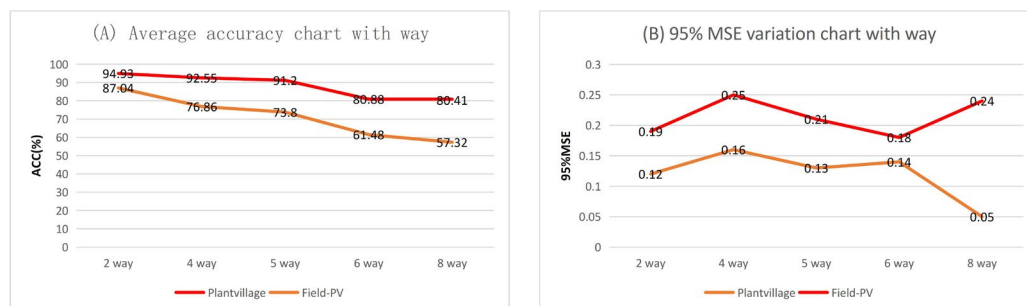 (A) Average accuracy chart with way
100
90
80
70
60
50
40
30
20
10
0
ACC(%)
94.93
92.55
91.2
80.88
80.41
87.04
76.86
73.8
61.48
57.32
2 way
4 way
5 way
6 way
8 way
Plantvillage
Field-PV
(B) 95% MSE variation chart with way
0.3
0.25
0.2
0.15
0.1
0.05
0
95%MSE
0.19
0.25
0.21
0.18
0.24
0.12
0.16
0.13
0.14
0.05
2 way
4 way
5 way
6 way
8 way
Plantvillage
Field-PV